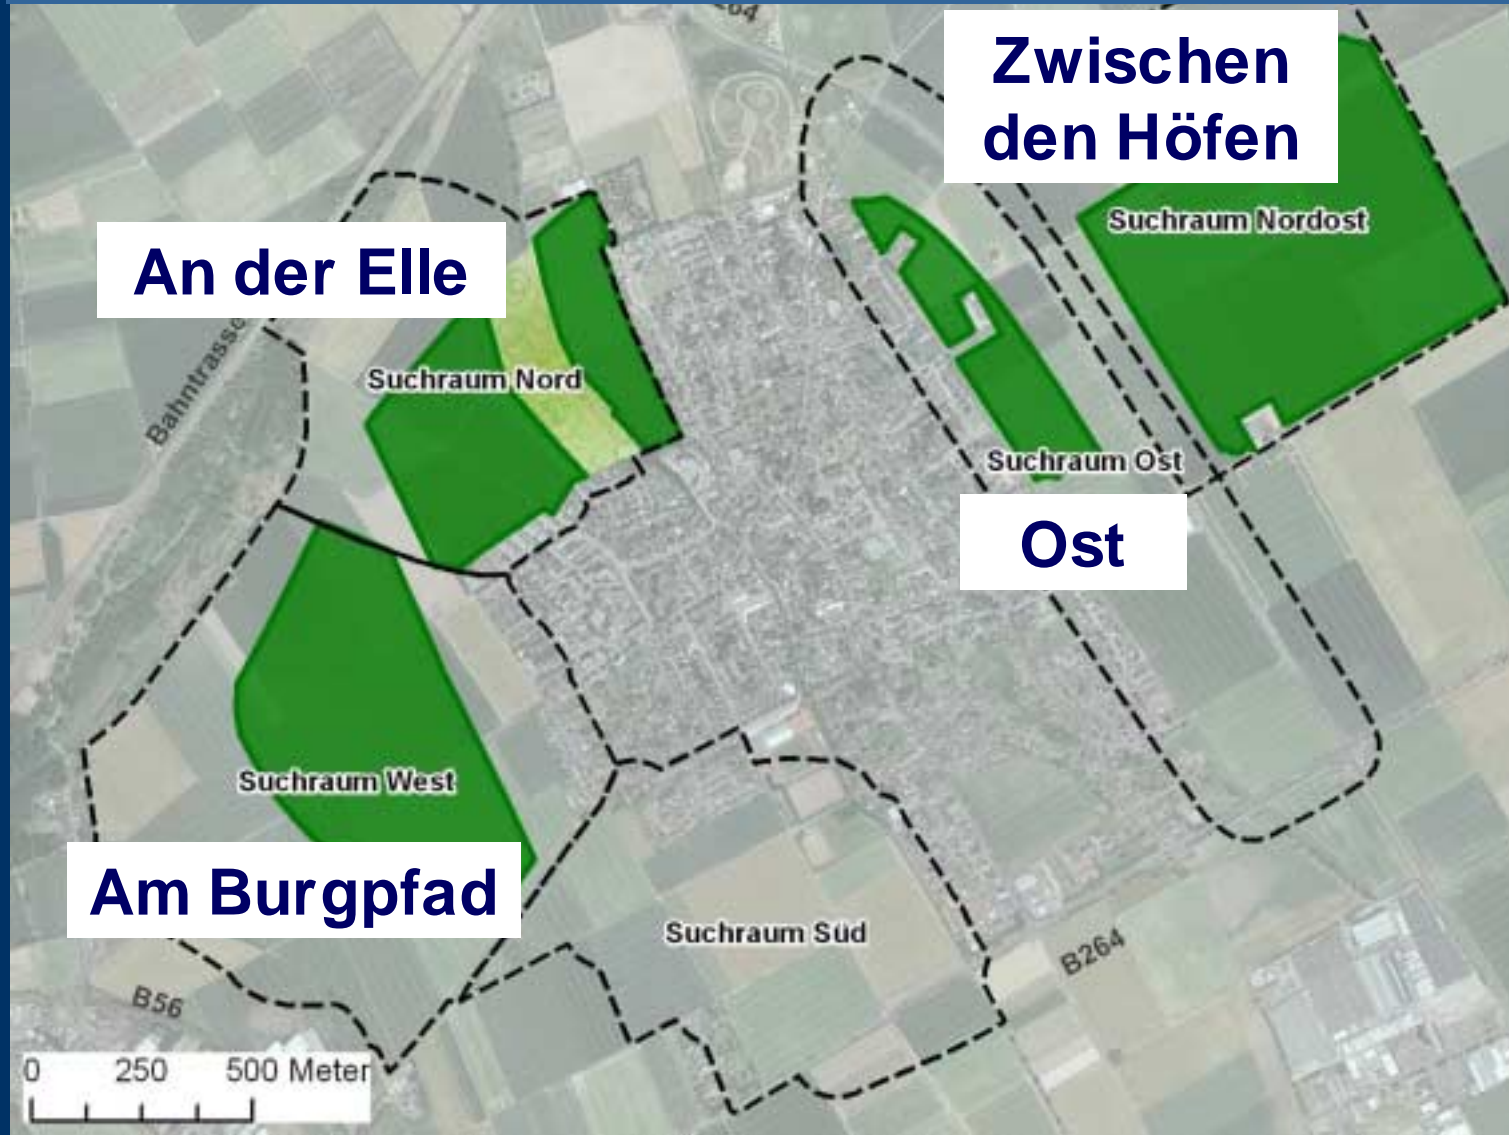 B264
Zwischen
den Höfen
Suchraum Nordost
An der Elle
Bahntrasse
Suchraum Nord
Suchraum Ost
Ost
Suchraum West
Am Burgpfad
Suchraum Süd
B264
B56
0 250 500 Meter